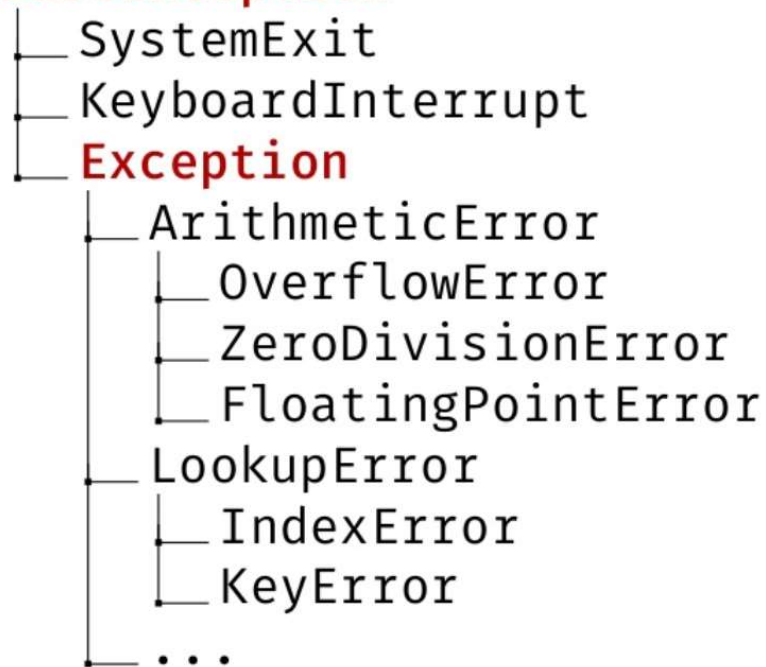 SystemExit
KeyboardInterrupt
Exception
ArithmeticError
OverflowError
ZeroDivisionError
FloatingPointError
LookupError
IndexError
KeyError
...